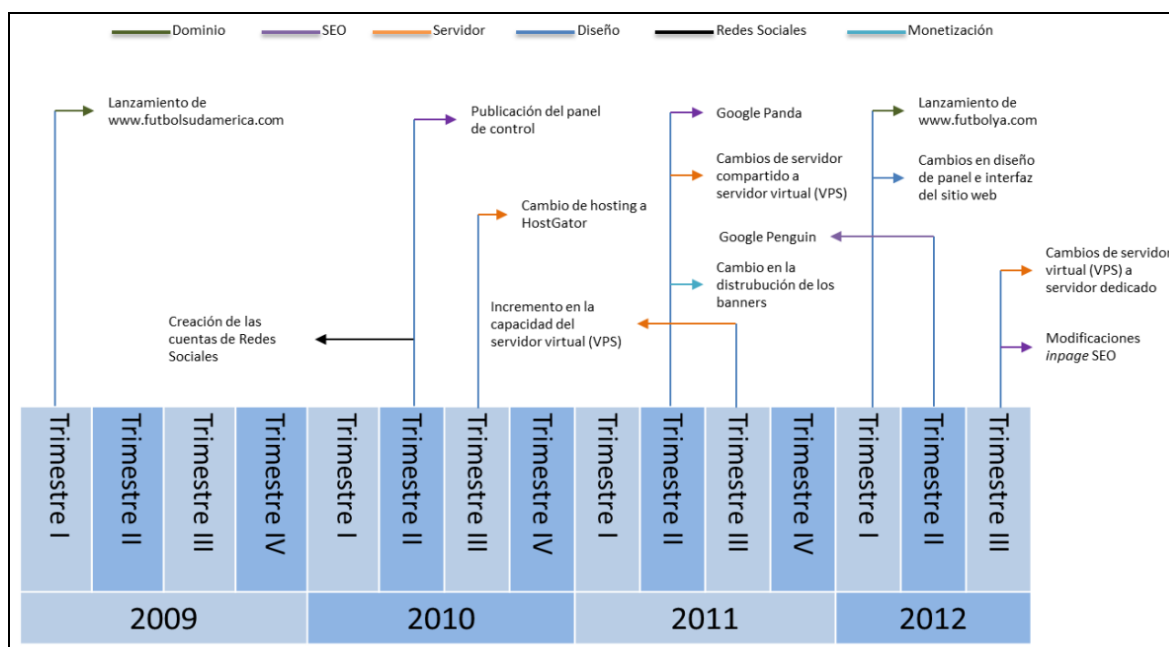 Dominio
SEO
Servidor
Diseño
Redes Sociales
Monetización
Lanzamiento de
www.futbolsudamerica.com
Publicación del panel
de control
Google Panda
Lanzamiento de
www.futbolya.com
Cambios de servidor
compartido a
servidor virtual (VPS)
Cambios en diseño
de panel e interfaz
del sitio web
Cambio de hosting a
HostGator
Google Penguin
Cambios de servidor
virtual (VPS) a
servidor dedicado
Cambio en la
distrubución de los
banners
Creación de las
cuentas de Redes
Sociales
Incremento en la
capacidad del
servidor virtual (VPS)
Modificaciones
inpage SEO
Trimestre I
Trimestre II
Trimestre III
Trimestre IV
Trimestre I
Trimestre II
Trimestre III
Trimestre IV
Trimestre I
Trimestre II
Trimestre III
Trimestre IV
Trimestre I
Trimestre II
Trimestre III
2009
2010
2011
2012